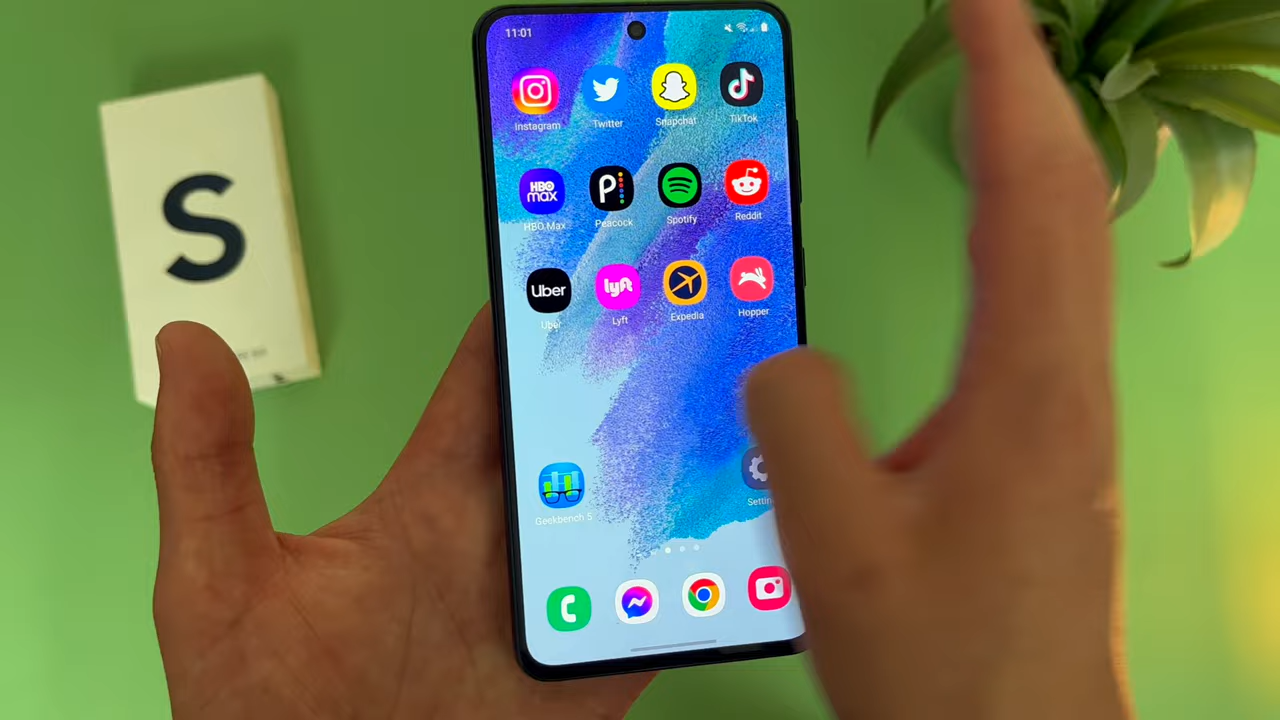 11:01
Instagram
Twitter
Snapchat
TikTok
HBO
max
HBO Max
Peacock
Spotify
Reddit
Uber
Uber
lyft
Lyft
Expedia
Hopper
Geekbench 5
S